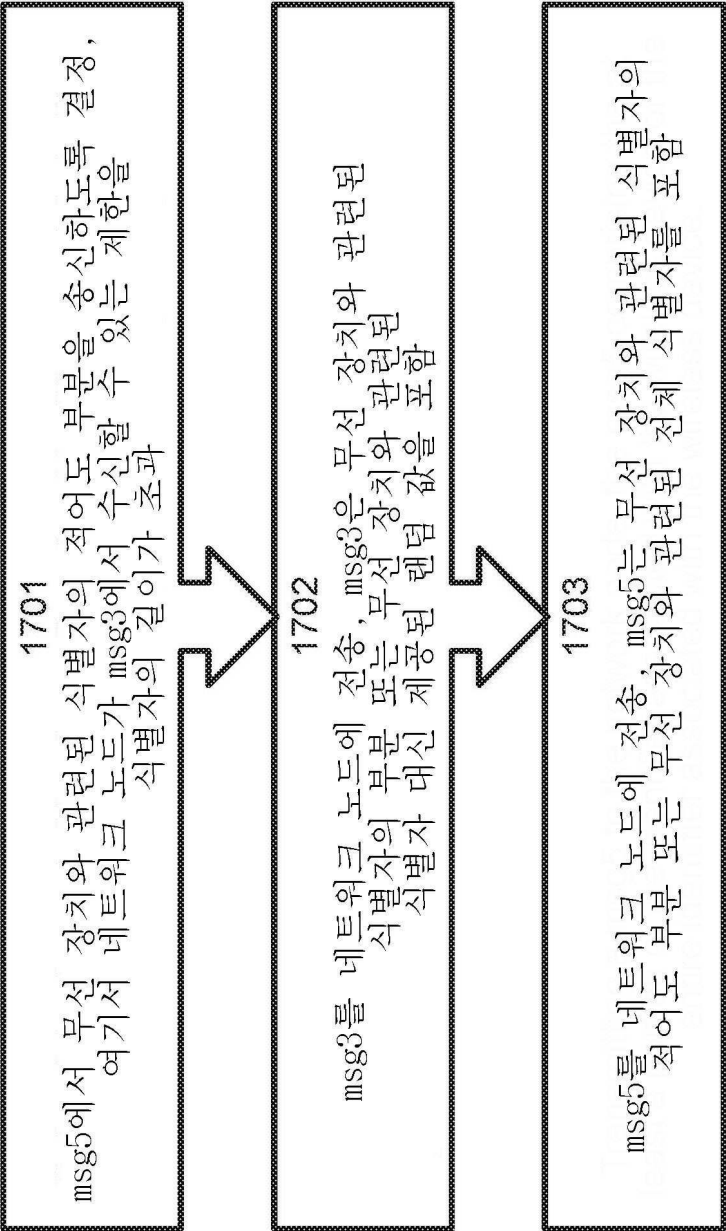 1701
msg5에서 무선 장치와 관련된 식별자의 적어도 부분을 송신하도록 결정,
여기서 네트워크 노드가 msg3에서 수신할 수 있는 제한을
식별자의 길이가 초과
1702
msg3를 네트워크 노드에 전송, msg3은 무선 장치와 관련된
식별자의 부분 또는 무선 장치와 관련된
식별자 대신 제공된 랜덤 값을 포함
1703
msg5를 네트워크 노드에 전송, msg5는 무선 장치와 관련된 식별자의
적어도 부분 또는 무선 장치와 관련된 전체 식별자를 포함